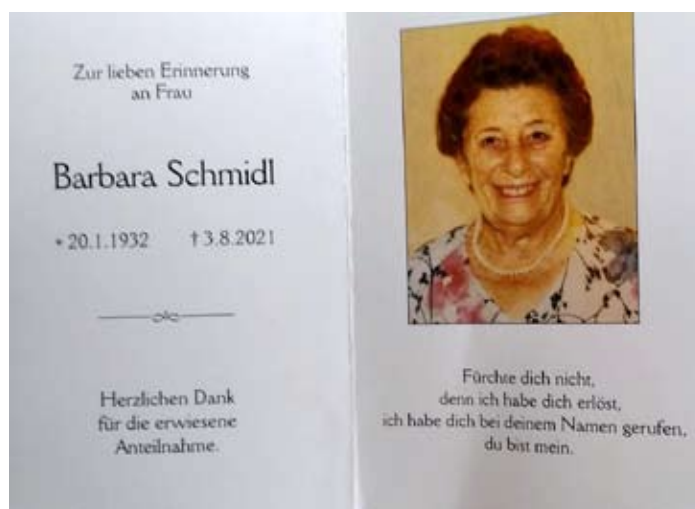 Zur lieben Erinnerung
an Frau
Barbara Schmidl
* 20.1.1932 † 3.8.2021
Herzlichen Dank
für die erwiesene
Anteilnahme.
Fürchte dich nicht,
denn ich habe dich erlöst,
ich habe dich bei deinem Namen gerufen,
du bist mein.